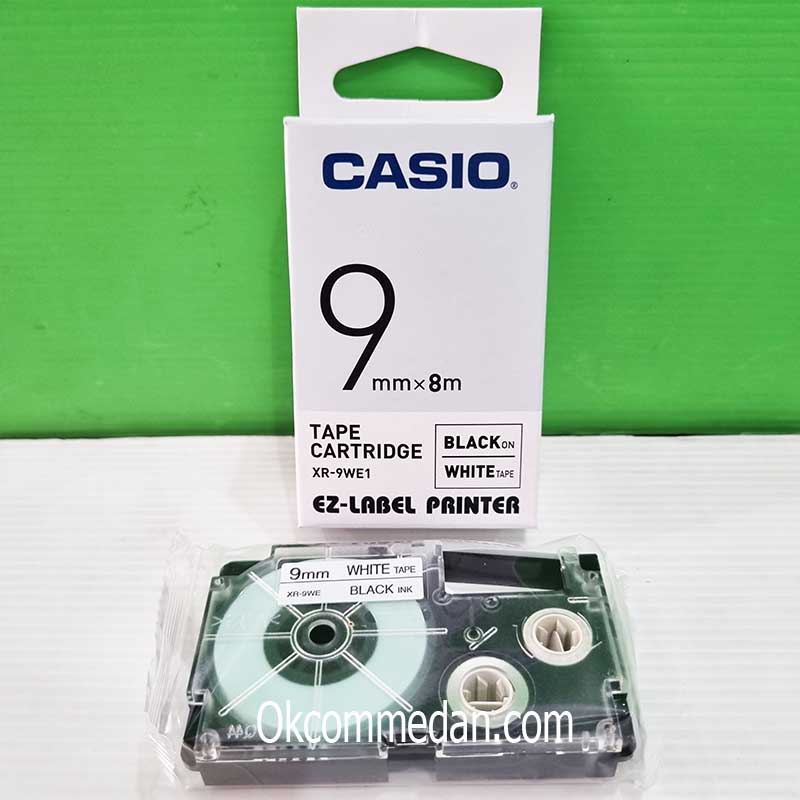 CASIO®
9
mm×8m
TAPE
CARTRIDGE
XR-9WE1
BLACK ON
WHITE TAPE
EZ-LABEL PRINTER
9mm WHITE TAPE
XR-9WE BLACK INK
Okcommedan.com